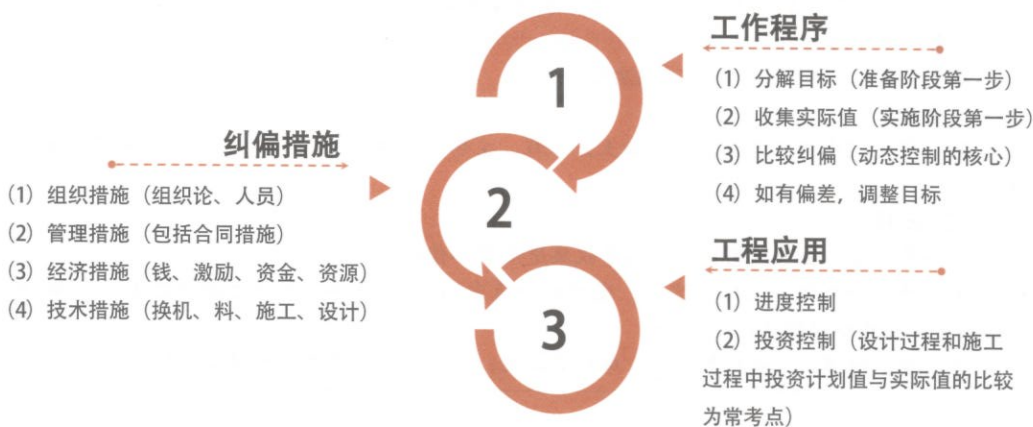 1
工作程序
(1) 分解目标（准备阶段第一步）
(2) 收集实际值（实施阶段第一步）
(3) 比较纠偏（动态控制的核心）
(4) 如有偏差，调整目标
纠偏措施
(1) 组织措施（组织论、人员）
(2) 管理措施（包括合同措施）
(3) 经济措施（钱、激励、资金、资源）
(4) 技术措施（换机、料、施工、设计）
2
3
工程应用
(1) 进度控制
(2) 投资控制（设计过程和施工
过程中投资计划值与实际值的比较
为常考点）